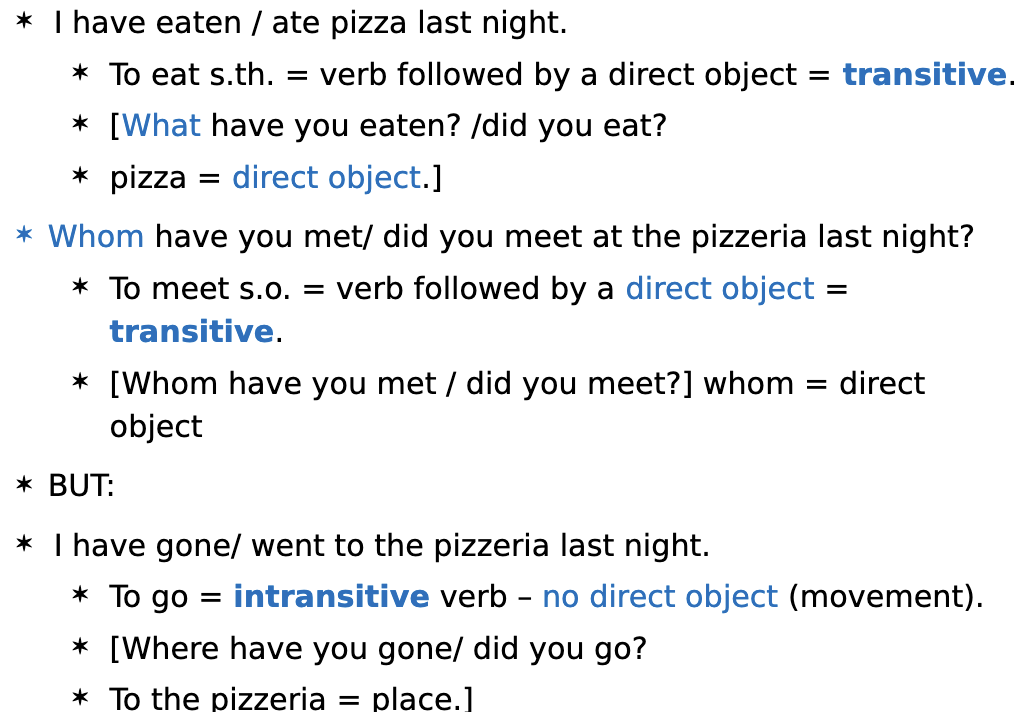 ✶ I have eaten / ate pizza last night.
✶ To eat s.th. = verb followed by a direct object = transitive.
✶ [What have you eaten? /did you eat?
✶ pizza = direct object.]
✶ Whom have you met/ did you meet at the pizzeria last night?
✶ To meet s.o. = verb followed by a direct object =
transitive.
✶ [Whom have you met / did you meet?] whom = direct
object
✶ BUT:
✶ I have gone/ went to the pizzeria last night.
✶ To go = intransitive verb – no direct object (movement).
✶ [Where have you gone/ did you go?
✶ To the pizzeria = place.]